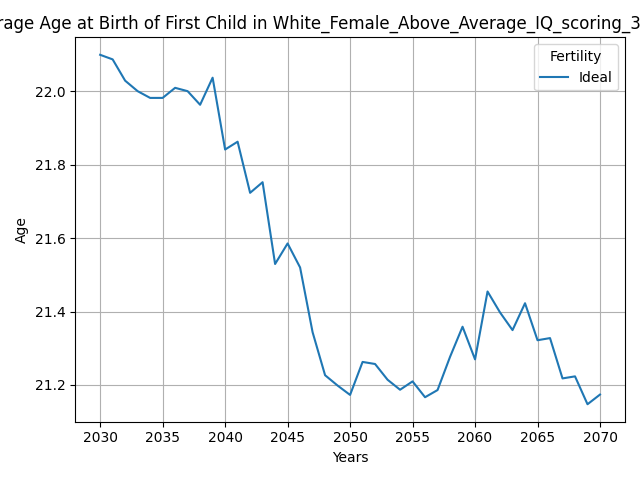 rage Age at Birth of First Child in White_Female_Above_Average_IQ_scoring_3
Fertility
Ideal
Age
22.0
21.8
21.6
21.4
21.2
2030 2035 2040 2045 2050 2055 2060 2065 2070
Years